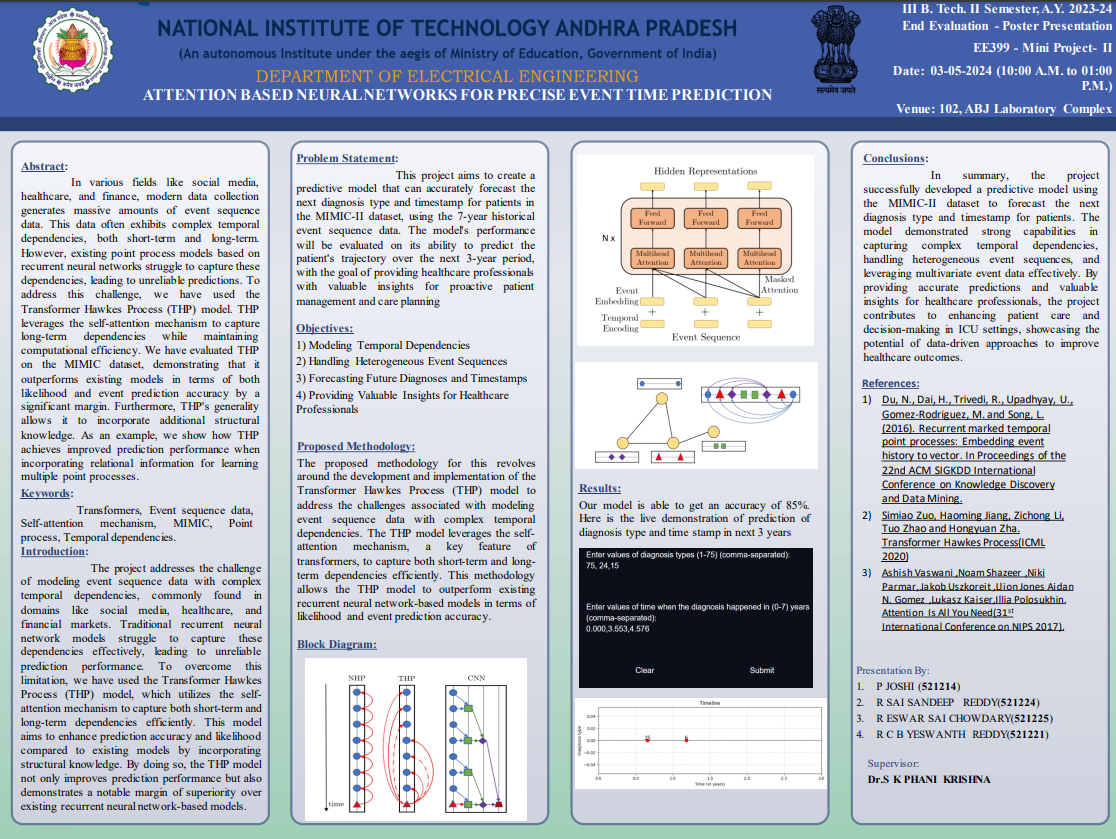 NATIONAL INSTITUTE OF TECHNOLOGY ANDHRA PRADESH
(An autonomous Institute under the aegis of Ministry of Education, Government of India)
DEPARTMENT OF ELECTRICAL ENGINEERING
ATTENTION BASED NEURAL NETWORKS FOR PRECISE EVENT TIME PREDICTION
सत्यमेव जयते
III B. Tech. II Semester, A.Y. 2023-24
End Evaluation - Poster Presentation
EE399 - Mini Project- II
Date: 03-05-2024 (10:00 A.M. to 01:00
P.M.)
Venue: 102, ABJ Laboratory Complex
Abstract:
In various fields like social media,
healthcare, and finance, modern data collection
generates massive amounts of event sequence
data. This data often exhibits complex temporal
dependencies, both short-term and long-term.
However, existing point process models based on
recurrent neural networks struggle to capture these
dependencies, leading to unreliable predictions. To
address this challenge, we have used the
Transformer Hawkes Process (THP) model. THP
leverages the self-attention mechanism to capture
long-term dependencies while maintaining
computational efficiency. We have evaluated THP
on the MIMIC dataset, demonstrating that it
outperforms existing models in terms of both
likelihood and event prediction accuracy by a
significant margin. Furthermore, THP's generality
allows it to incorporate additional structural
knowledge. As an example, we show how THP
achieves improved prediction performance when
incorporating relational information for learning
multiple point processes.
Keywords:
Transformers, Event sequence data,
Self-attention mechanism, MIMIC, Point
process, Temporal dependencies.
Introduction:
The project addresses the challenge
of modeling event sequence data with complex
temporal dependencies, commonly found in
domains like social media, healthcare, and
financial markets. Traditional recurrent neural
network models struggle to capture these
dependencies effectively, leading to unreliable
prediction performance. To overcome this
limitation, we have used the Transformer Hawkes
Process (THP) model, which utilizes the self-
attention mechanism to capture both short-term and
long-term dependencies efficiently. This model
aims to enhance prediction accuracy and likelihood
compared to existing models by incorporating
structural knowledge. By doing so, the THP model
not only improves prediction performance but also
demonstrates a notable margin of superiority over
existing recurrent neural network-based models.
Problem Statement:
This project aims to create a
predictive model that can accurately forecast the
next diagnosis type and timestamp for patients in
the MIMIC-II dataset, using the 7-year historical
event sequence data. The model's performance
will be evaluated on its ability to predict the
patient's trajectory over the next 3-year period,
with the goal of providing healthcare professionals
with valuable insights for proactive patient
management and care planning
Objectives:
1) Modeling Temporal Dependencies
2) Handling Heterogeneous Event Sequences
3) Forecasting Future Diagnoses and Timestamps
4) Providing Valuable Insights for Healthcare
Professionals
Proposed Methodology:
The proposed methodology for this revolves
around the development and implementation of the
Transformer Hawkes Process (THP) model to
address the challenges associated with modeling
event sequence data with complex temporal
dependencies. The THP model leverages the self-
attention mechanism, a key feature of
transformers, to capture both short-term and long-
term dependencies efficiently. This methodology
allows the THP model to outperform existing
recurrent neural network-based models in terms of
likelihood and event prediction accuracy.
Block Diagram:
NHP THP CNN
time
Hidden Representations
Feed Forward Feed Forward Feed Forward
N x
Multihead Attention Multihead Attention Multihead Attention
Masked
Attention
Event
Embedding
+ + +
Temporal
Encoding
Event Sequence
Results:
Our model is able to get an accuracy of 85%.
Here is the live demonstration of prediction of
diagnosis type and time stamp in next 3 years
Enter values of diagnosis types (1-75) (comma-separated):
75, 24,15
Enter values of time when the diagnosis happened in (0-7) years
(comma-separated):
0.000,3.553,4.576
Clear Submit
Timeline
Diagnosis type
0.04
0.02
0.00
−0.02
−0.04
0.0 0.5 1.0 1.5 2.0 2.5 3.0
Time (in years)
Conclusions:
In summary, the project
successfully developed a predictive model using
the MIMIC-II dataset to forecast the next
diagnosis type and timestamp for patients. The
model demonstrated strong capabilities in
capturing complex temporal dependencies,
handling heterogeneous event sequences, and
leveraging multivariate event data effectively. By
providing accurate predictions and valuable
insights for healthcare professionals, the project
contributes to enhancing patient care and
decision-making in ICU settings, showcasing the
potential of data-driven approaches to improve
healthcare outcomes.
References:
1) Du, N., Dai, H., Trivedi, R., Upadhyay, U.,
Gomez-Rodriguez, M. and Song, L.
(2016). Recurrent marked temporal
point processes: Embedding event
history to vector. In Proceedings of the
22nd ACM SIGKDD International
Conference on Knowledge Discovery
and Data Mining.
2) Simiao Zuo, Haoming Jiang, Zichong Li,
Tuo Zhao and Hongyuan Zha.
Transformer Hawkes Process(ICML
2020)
3) Ashish Vaswani ,Noam Shazeer ,Niki
Parmar, Jakob Uszkoreit ,Llion Jones Aidan
N. Gomez ,Lukasz Kaiser,Illia Polosukhin.
Attention Is All You Need(31st
International Conference on NIPS 2017).
Presentation By:
1. P JOSHI (521214)
2. R SAI SANDEEP REDDY(521224)
3. R ESWAR SAI CHOWDARY(521225)
4. R C B YESWANTH REDDY(521221)
Supervisor:
Dr.S K PHANI KRISHNA